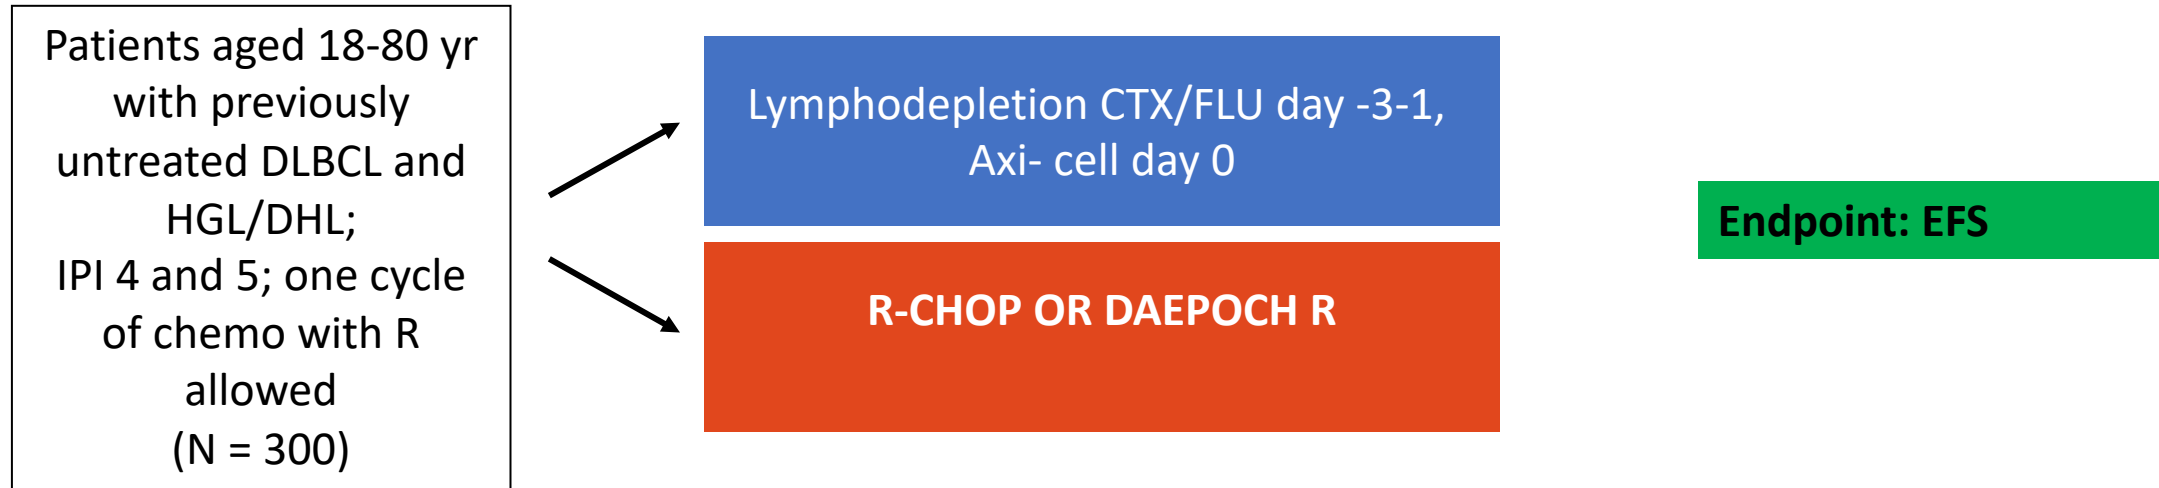 Patients aged 18-80 yr
with previously
untreated DLBCL and
HGL/DHL;
IPI 4 and 5; one cycle
of chemo with R
allowed
(N = 300)
Lymphodepletion CTX/FLU day -3-1,
Axi- cell day 0
R-CHOP OR DAEPOCH R
Endpoint: EFS